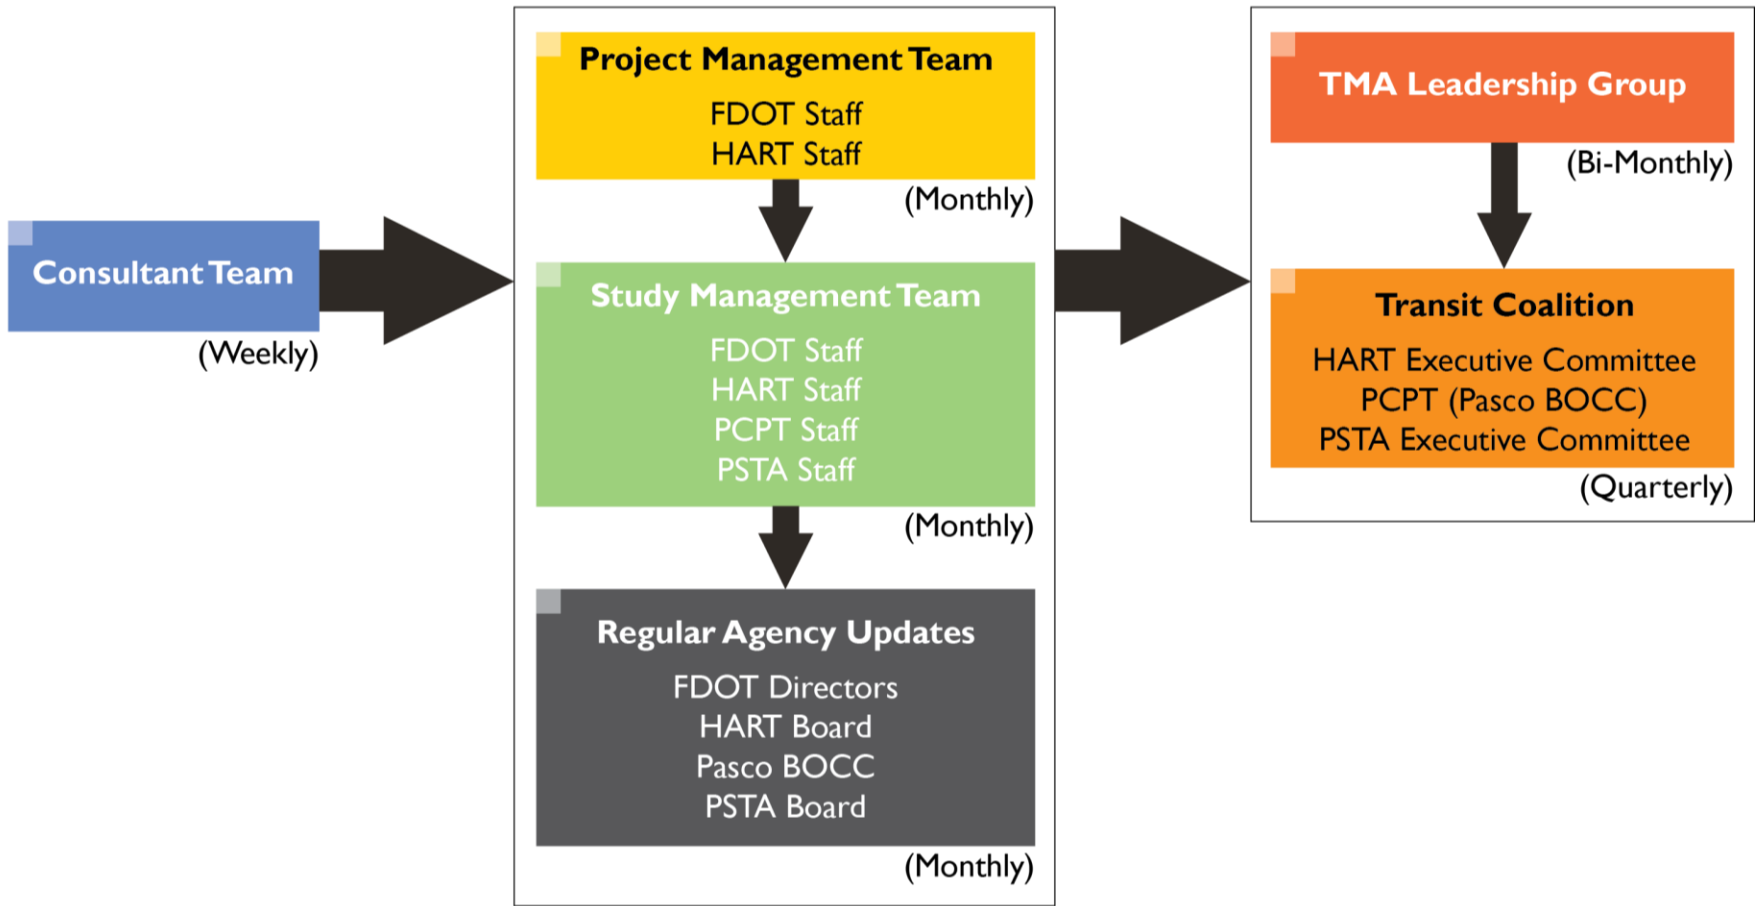 Consultant Team
(Weekly)
Project Management Team
FDOT Staff
HART Staff
(Monthly)
Study Management Team
FDOT Staff
HART Staff
PCPT Staff
PSTA Staff
(Monthly)
Regular Agency Updates
FDOT Directors
HART Board
Pasco BOCC
PSTA Board
(Monthly)
TMA Leadership Group
(Bi-Monthly)
Transit Coalition
HART Executive Committee
PCPT (Pasco BOCC)
PSTA Executive Committee
(Quarterly)